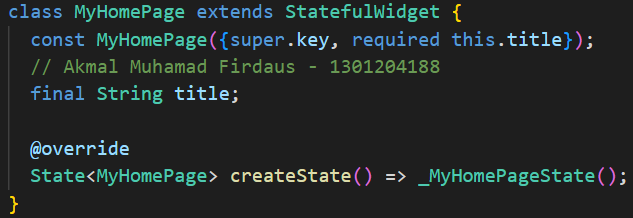 class MyHomePage extends StatefulWidget {
  const MyHomePage({super.key, required this.title});
  // Akmal Muhamad Firdaus - 1301204188
  final String title;

  @override
  State<MyHomePage> createState() => _MyHomePageState();
}